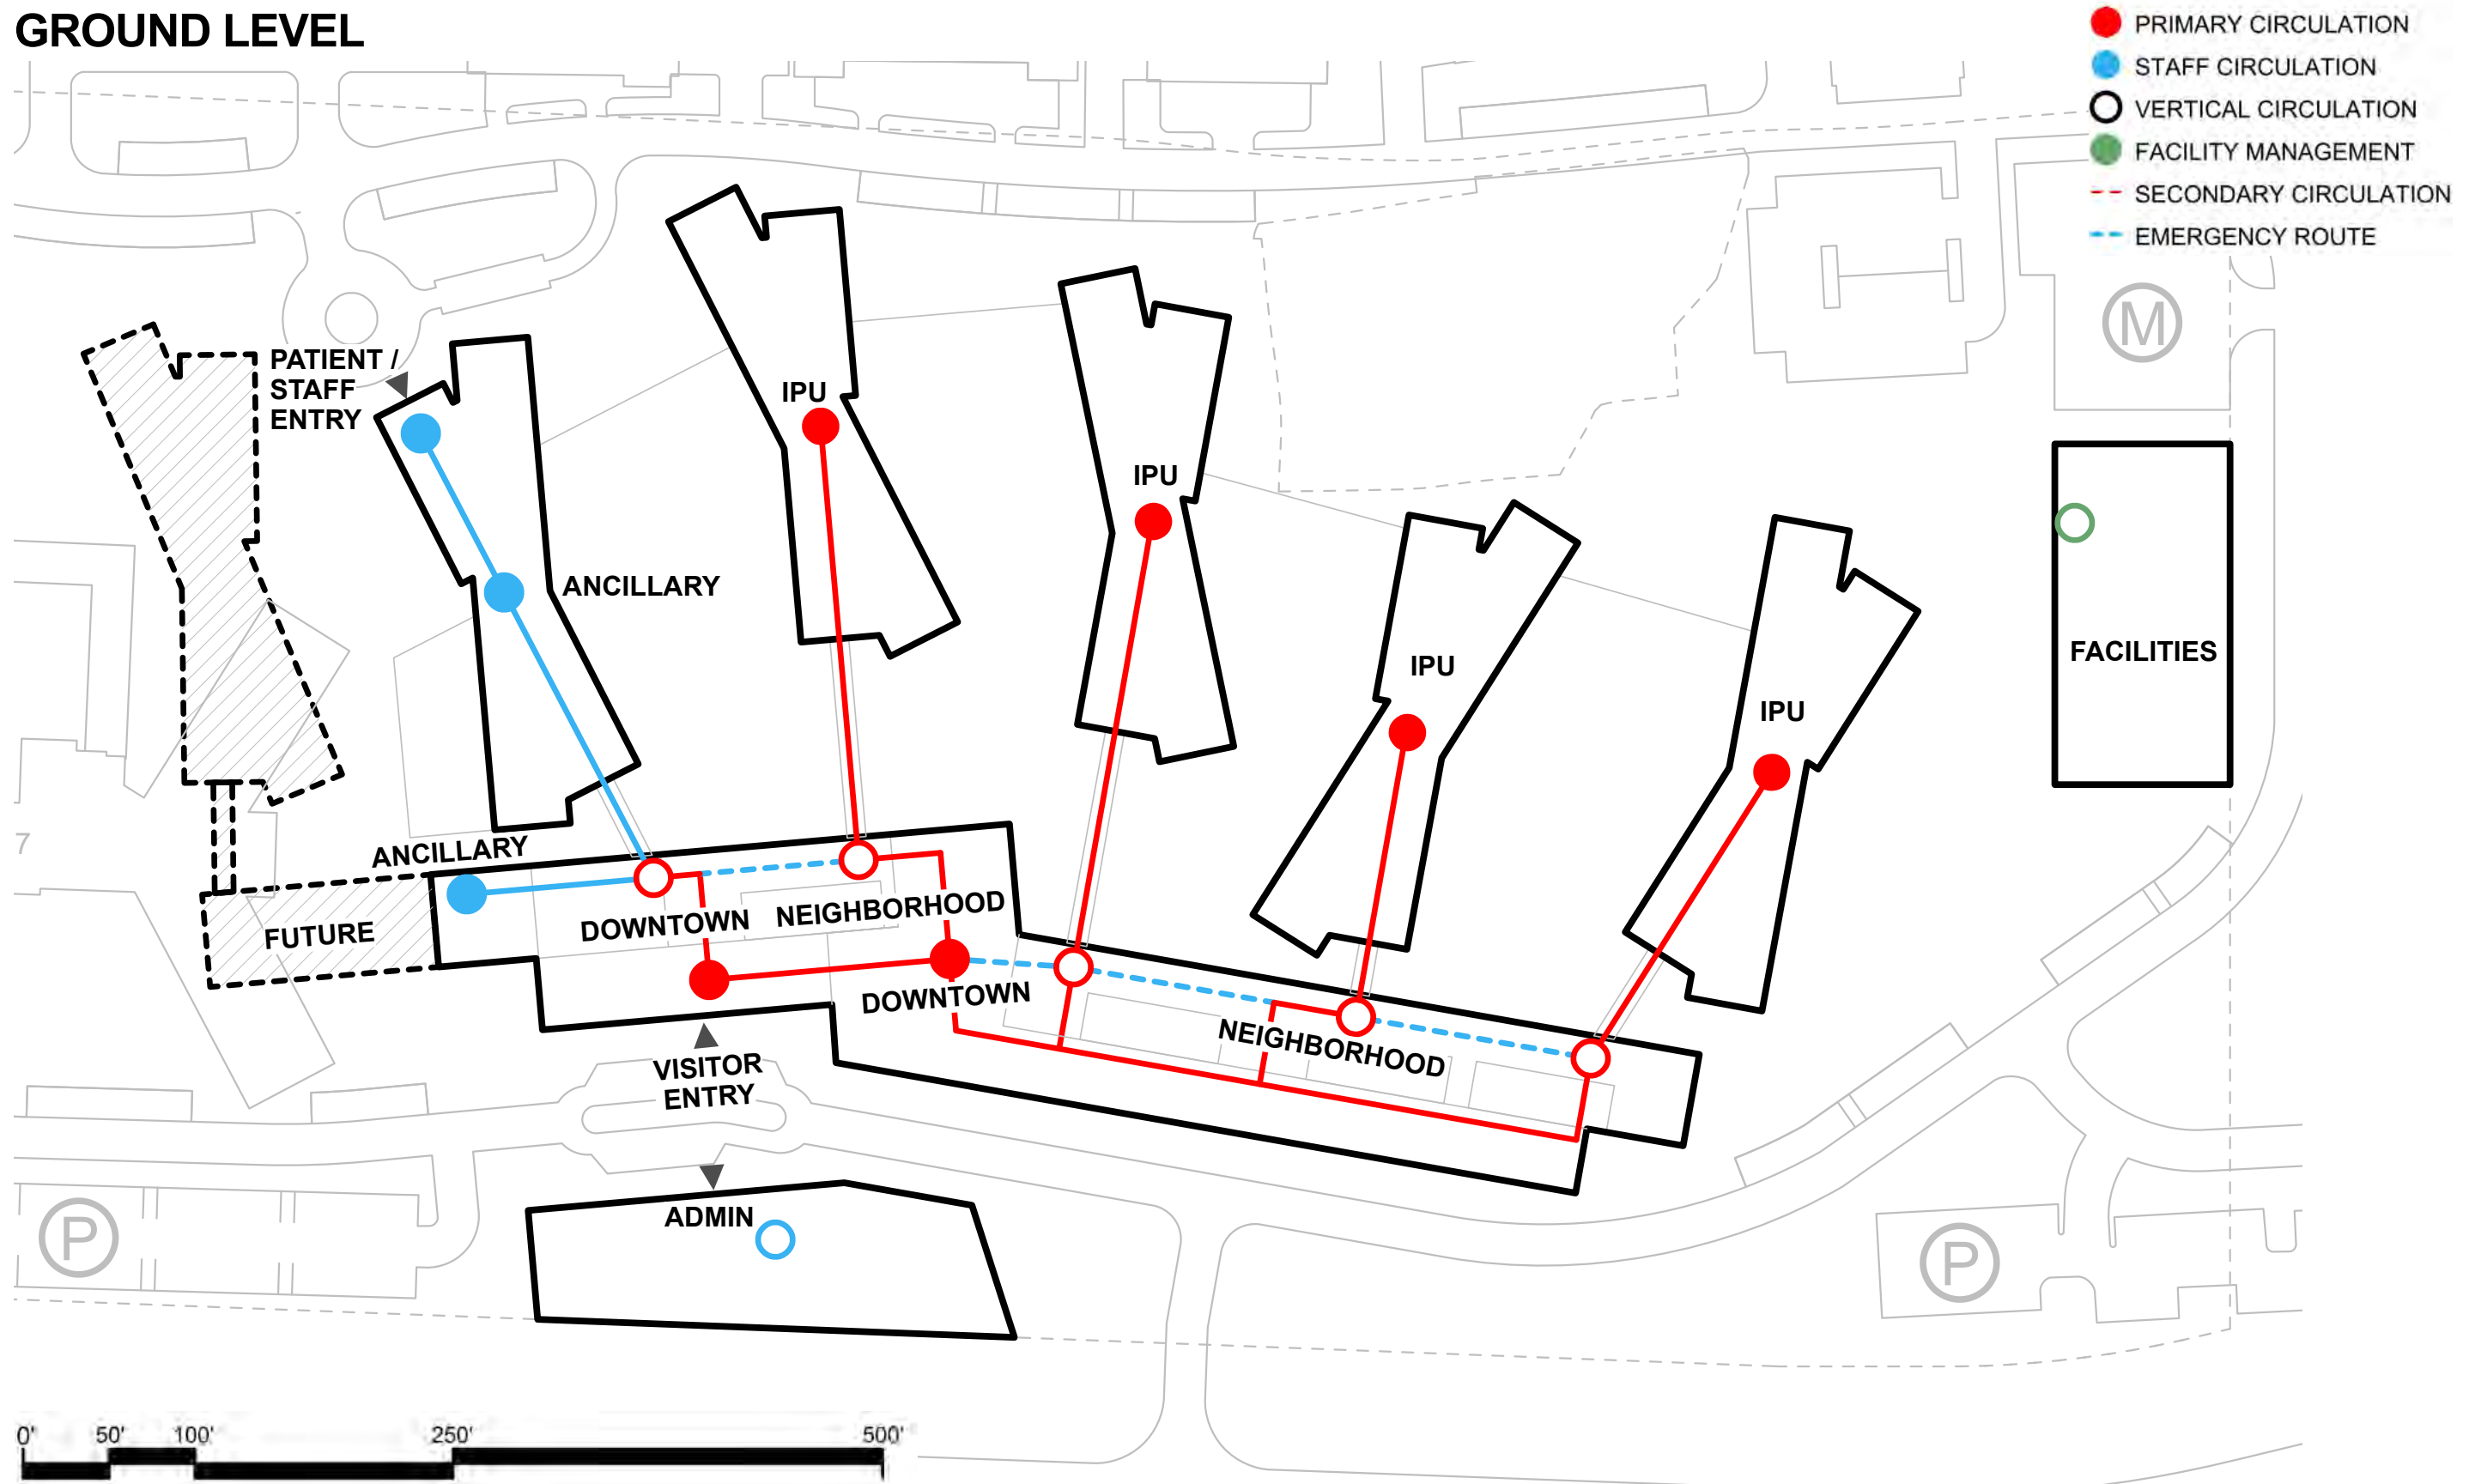 GROUND LEVEL
PRIMARY CIRCULATION
STAFF CIRCULATION
VERTICAL CIRCULATION
FACILITY MANAGEMENT
SECONDARY CIRCULATION
EMERGENCY ROUTE
M
PATIENT /
STAFF
ENTRY
IPU
IPU
ANCILLARY
IPU
FACILITIES
IPU
7
ANCILLARY
DOWNTOWN
NEIGHBORHOOD
FUTURE
DOWNTOWN
NEIGHBORHOOD
VISITOR
ENTRY
ADMIN
P
P
0' 50' 100' 250' 500'